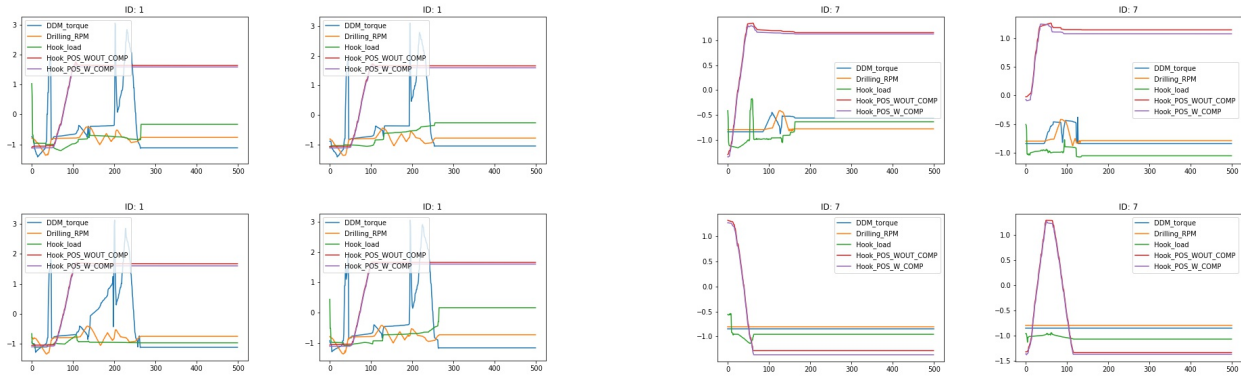 ID: 1
3
2
1
0
−1
DDM_torque
Drilling_RPM
Hook_load
Hook_POS_WOUT_COMP
Hook_POS_W_COMP
0 100 200 300 400 500
ID: 1
3
2
1
0
−1
DDM_torque
Drilling_RPM
Hook_load
Hook_POS_WOUT_COMP
Hook_POS_W_COMP
0 100 200 300 400 500
ID: 7
1.0
0.5
0.0
−0.5
−1.0
DDM_torque
Drilling_RPM
Hook_load
Hook_POS_WOUT_COMP
Hook_POS_W_COMP
0 100 200 300 400 500
ID: 7
1.0
0.5
0.0
−0.5
−1.0
DDM_torque
Drilling_RPM
Hook_load
Hook_POS_WOUT_COMP
Hook_POS_W_COMP
0 100 200 300 400 500
ID: 1
3
2
1
0
−1
DDM_torque
Drilling_RPM
Hook_load
Hook_POS_WOUT_COMP
Hook_POS_W_COMP
0 100 200 300 400 500
ID: 1
3
2
1
0
−1
DDM_torque
Drilling_RPM
Hook_load
Hook_POS_WOUT_COMP
Hook_POS_W_COMP
0 100 200 300 400 500
ID: 7
1.0
0.5
0.0
−0.5
−1.0
DDM_torque
Drilling_RPM
Hook_load
Hook_POS_WOUT_COMP
Hook_POS_W_COMP
0 100 200 300 400 500
ID: 7
1.0
0.5
0.0
−0.5
−1.0
−1.5
DDM_torque
Drilling_RPM
Hook_load
Hook_POS_WOUT_COMP
Hook_POS_W_COMP
0 100 200 300 400 500